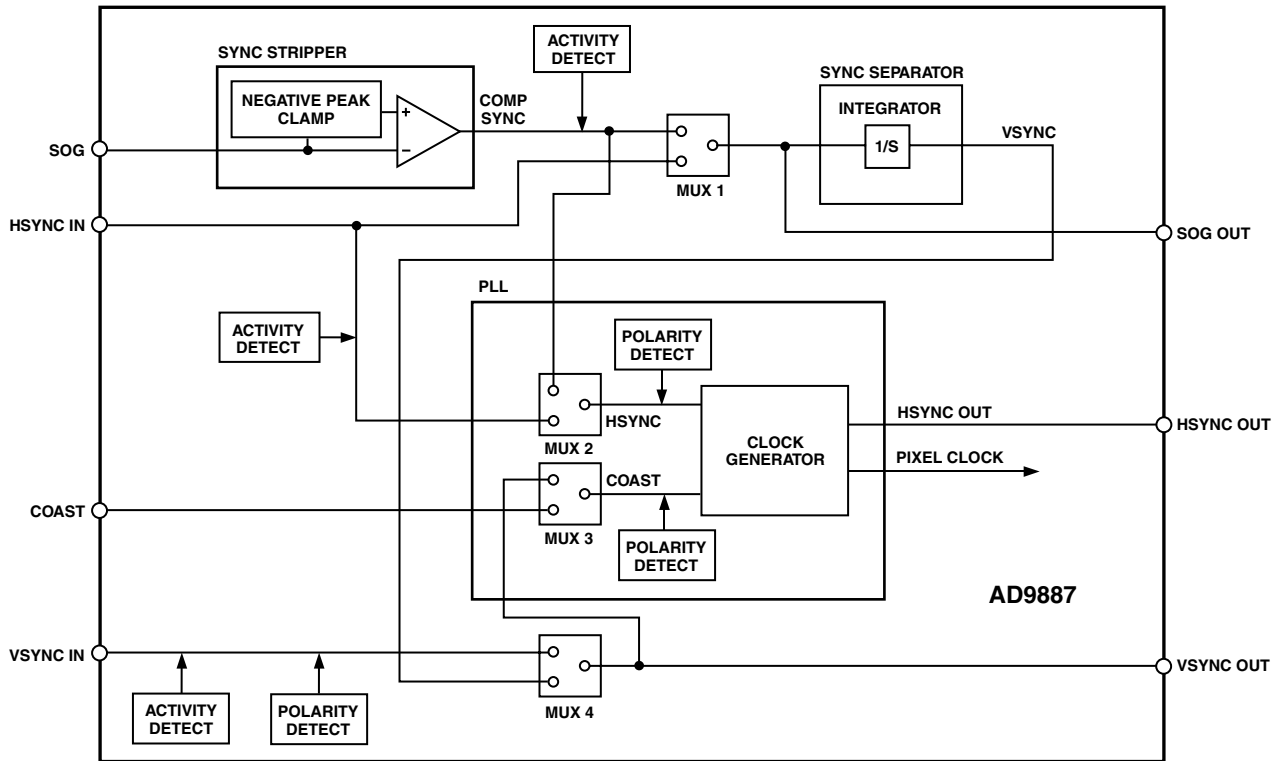 ACTIVITY
DETECT
SYNC STRIPPER
NEGATIVE PEAK
CLAMP
+
−
COMP
SYNC
SYNC SEPARATOR
INTEGRATOR
1/S
VSYNC
SOG
MUX 1
HSYNC IN
SOG OUT
PLL
ACTIVITY
DETECT
POLARITY
DETECT
HSYNC
MUX 2
CLOCK
GENERATOR
HSYNC OUT
HSYNC OUT
PIXEL CLOCK
COAST
COAST
MUX 3
POLARITY
DETECT
AD9887
VSYNC IN
VSYNC OUT
ACTIVITY
DETECT
POLARITY
DETECT
MUX 4